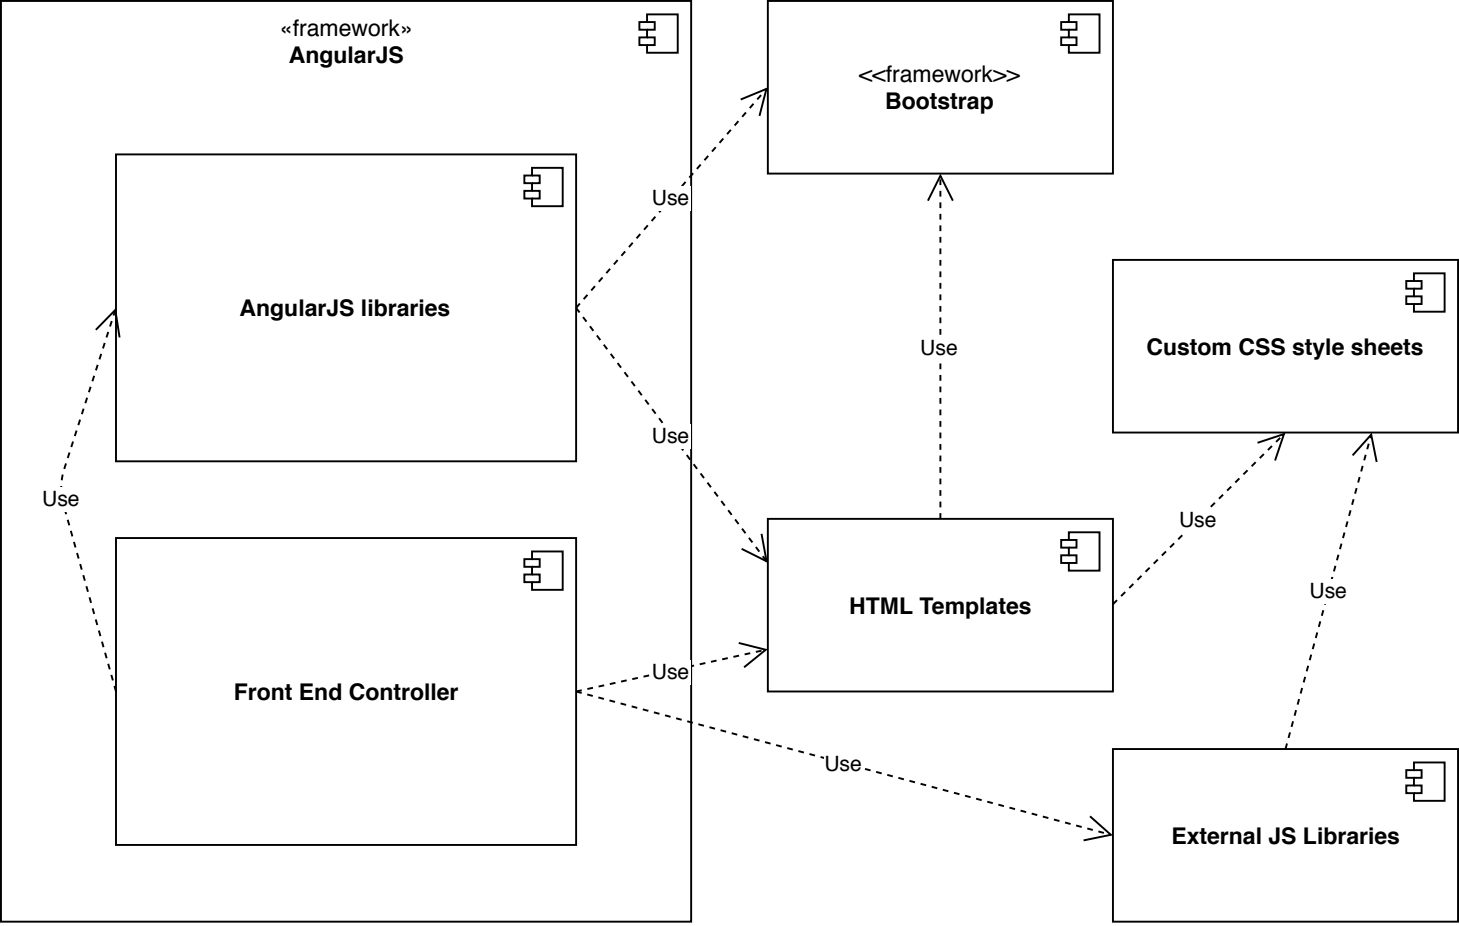 «framework»
AngularJS
<<framework>>
Bootstrap
Use
AngularJS libraries
Use
Custom CSS style sheets
Use
Use
Use
Use
HTML Templates
Use
Use
Front End Controller
Use
External JS Libraries